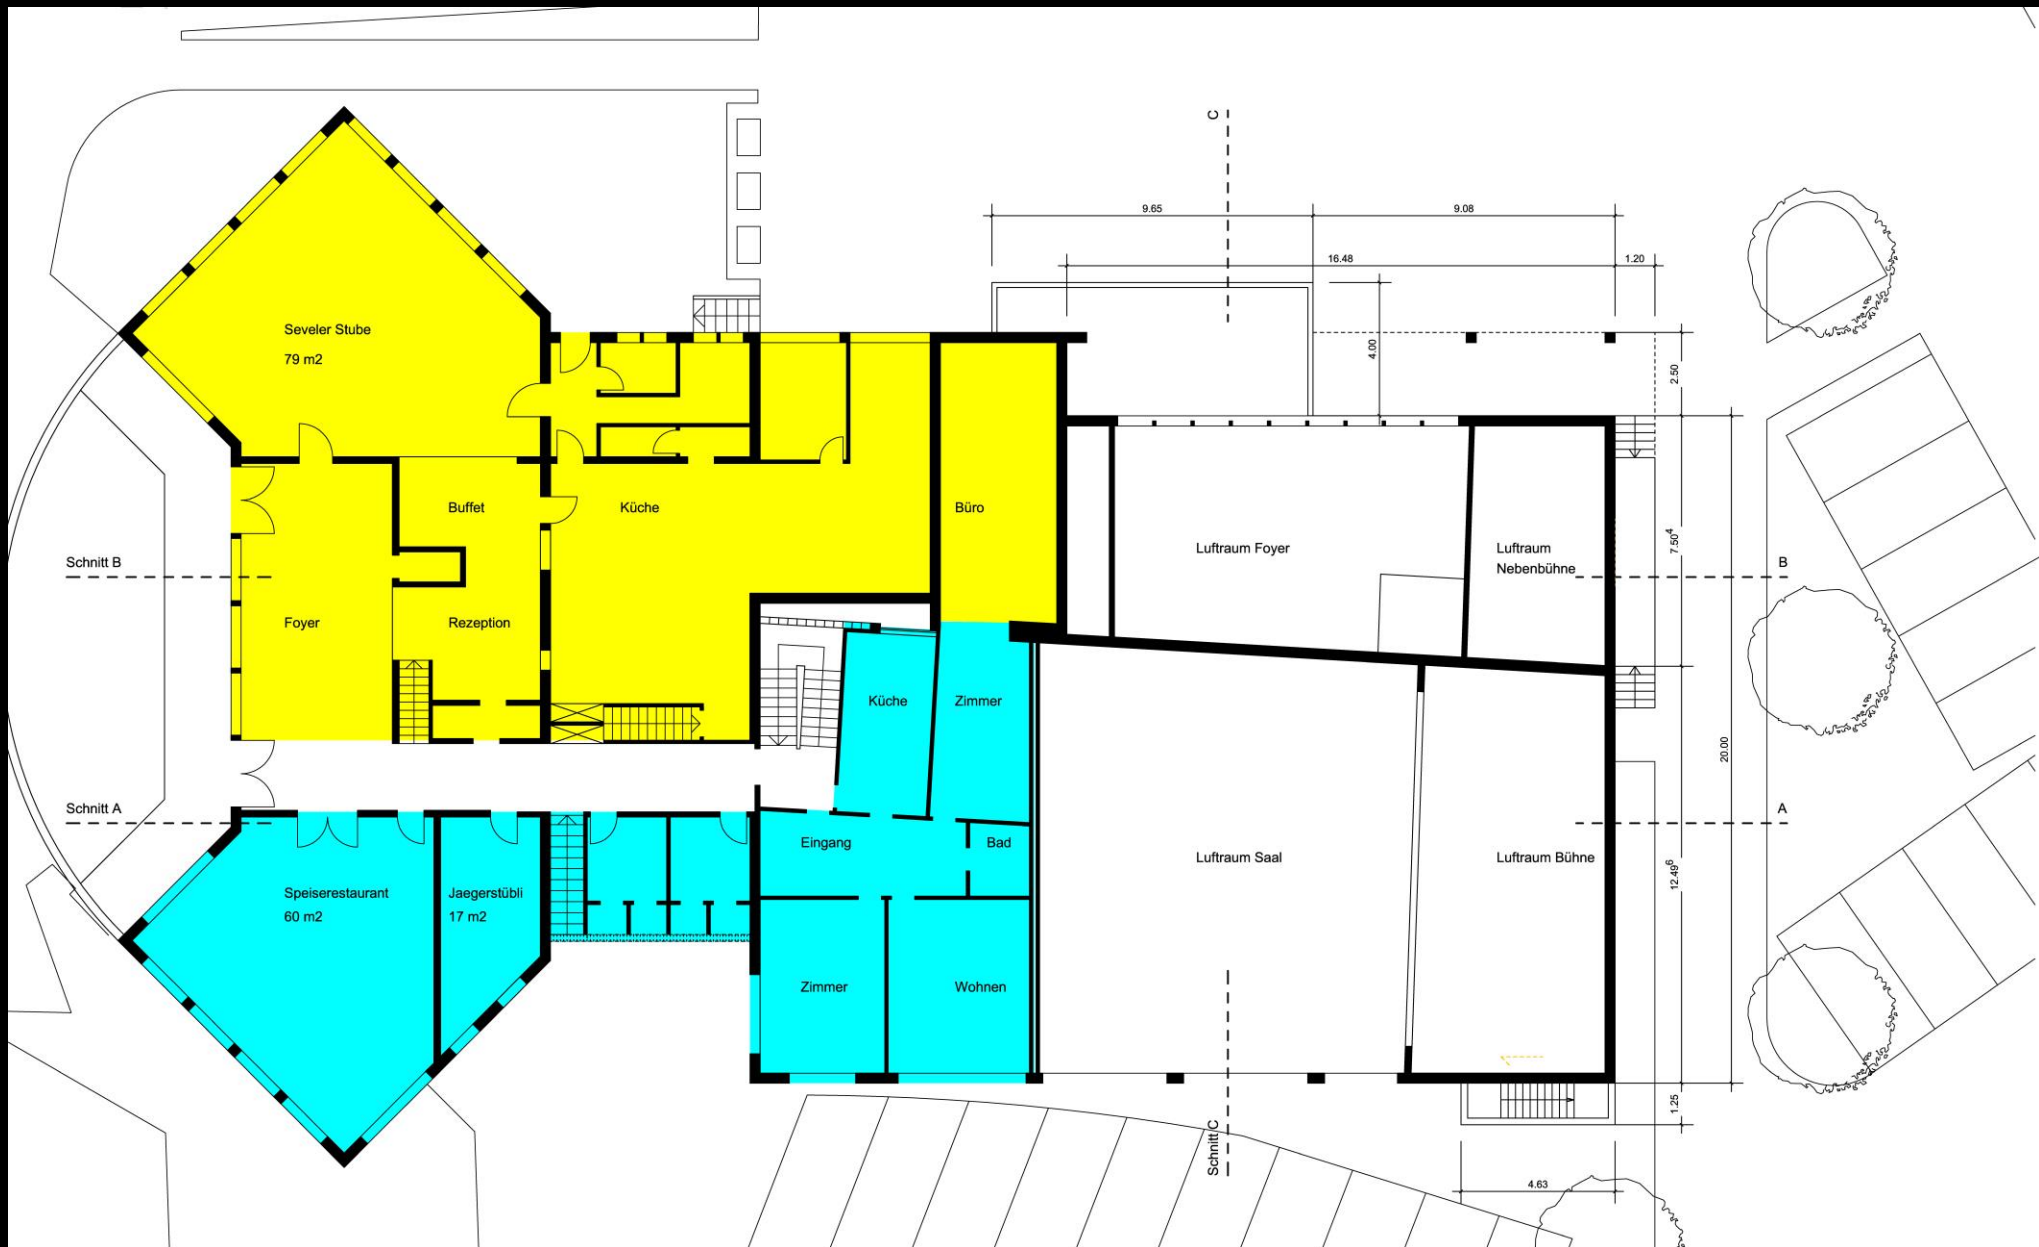 C
9.65
9.08
16.48
1.20
Seveler Stube
79 m2
4.00
2.50
Buffet
Küche
Büro
7.50⁴
Luftraum Foyer
Luftraum
Nebenbühne
Schnitt B
B
Foyer
Rezeption
Küche
Zimmer
20.00
Schnitt A
A
Eingang
Bad
Luftraum Saal
Luftraum Bühne
12.49⁶
Speiserestaurant
60 m2
Jaegerstübli
17 m2
Zimmer
Wohnen
1.25
Schnitt C
4.63